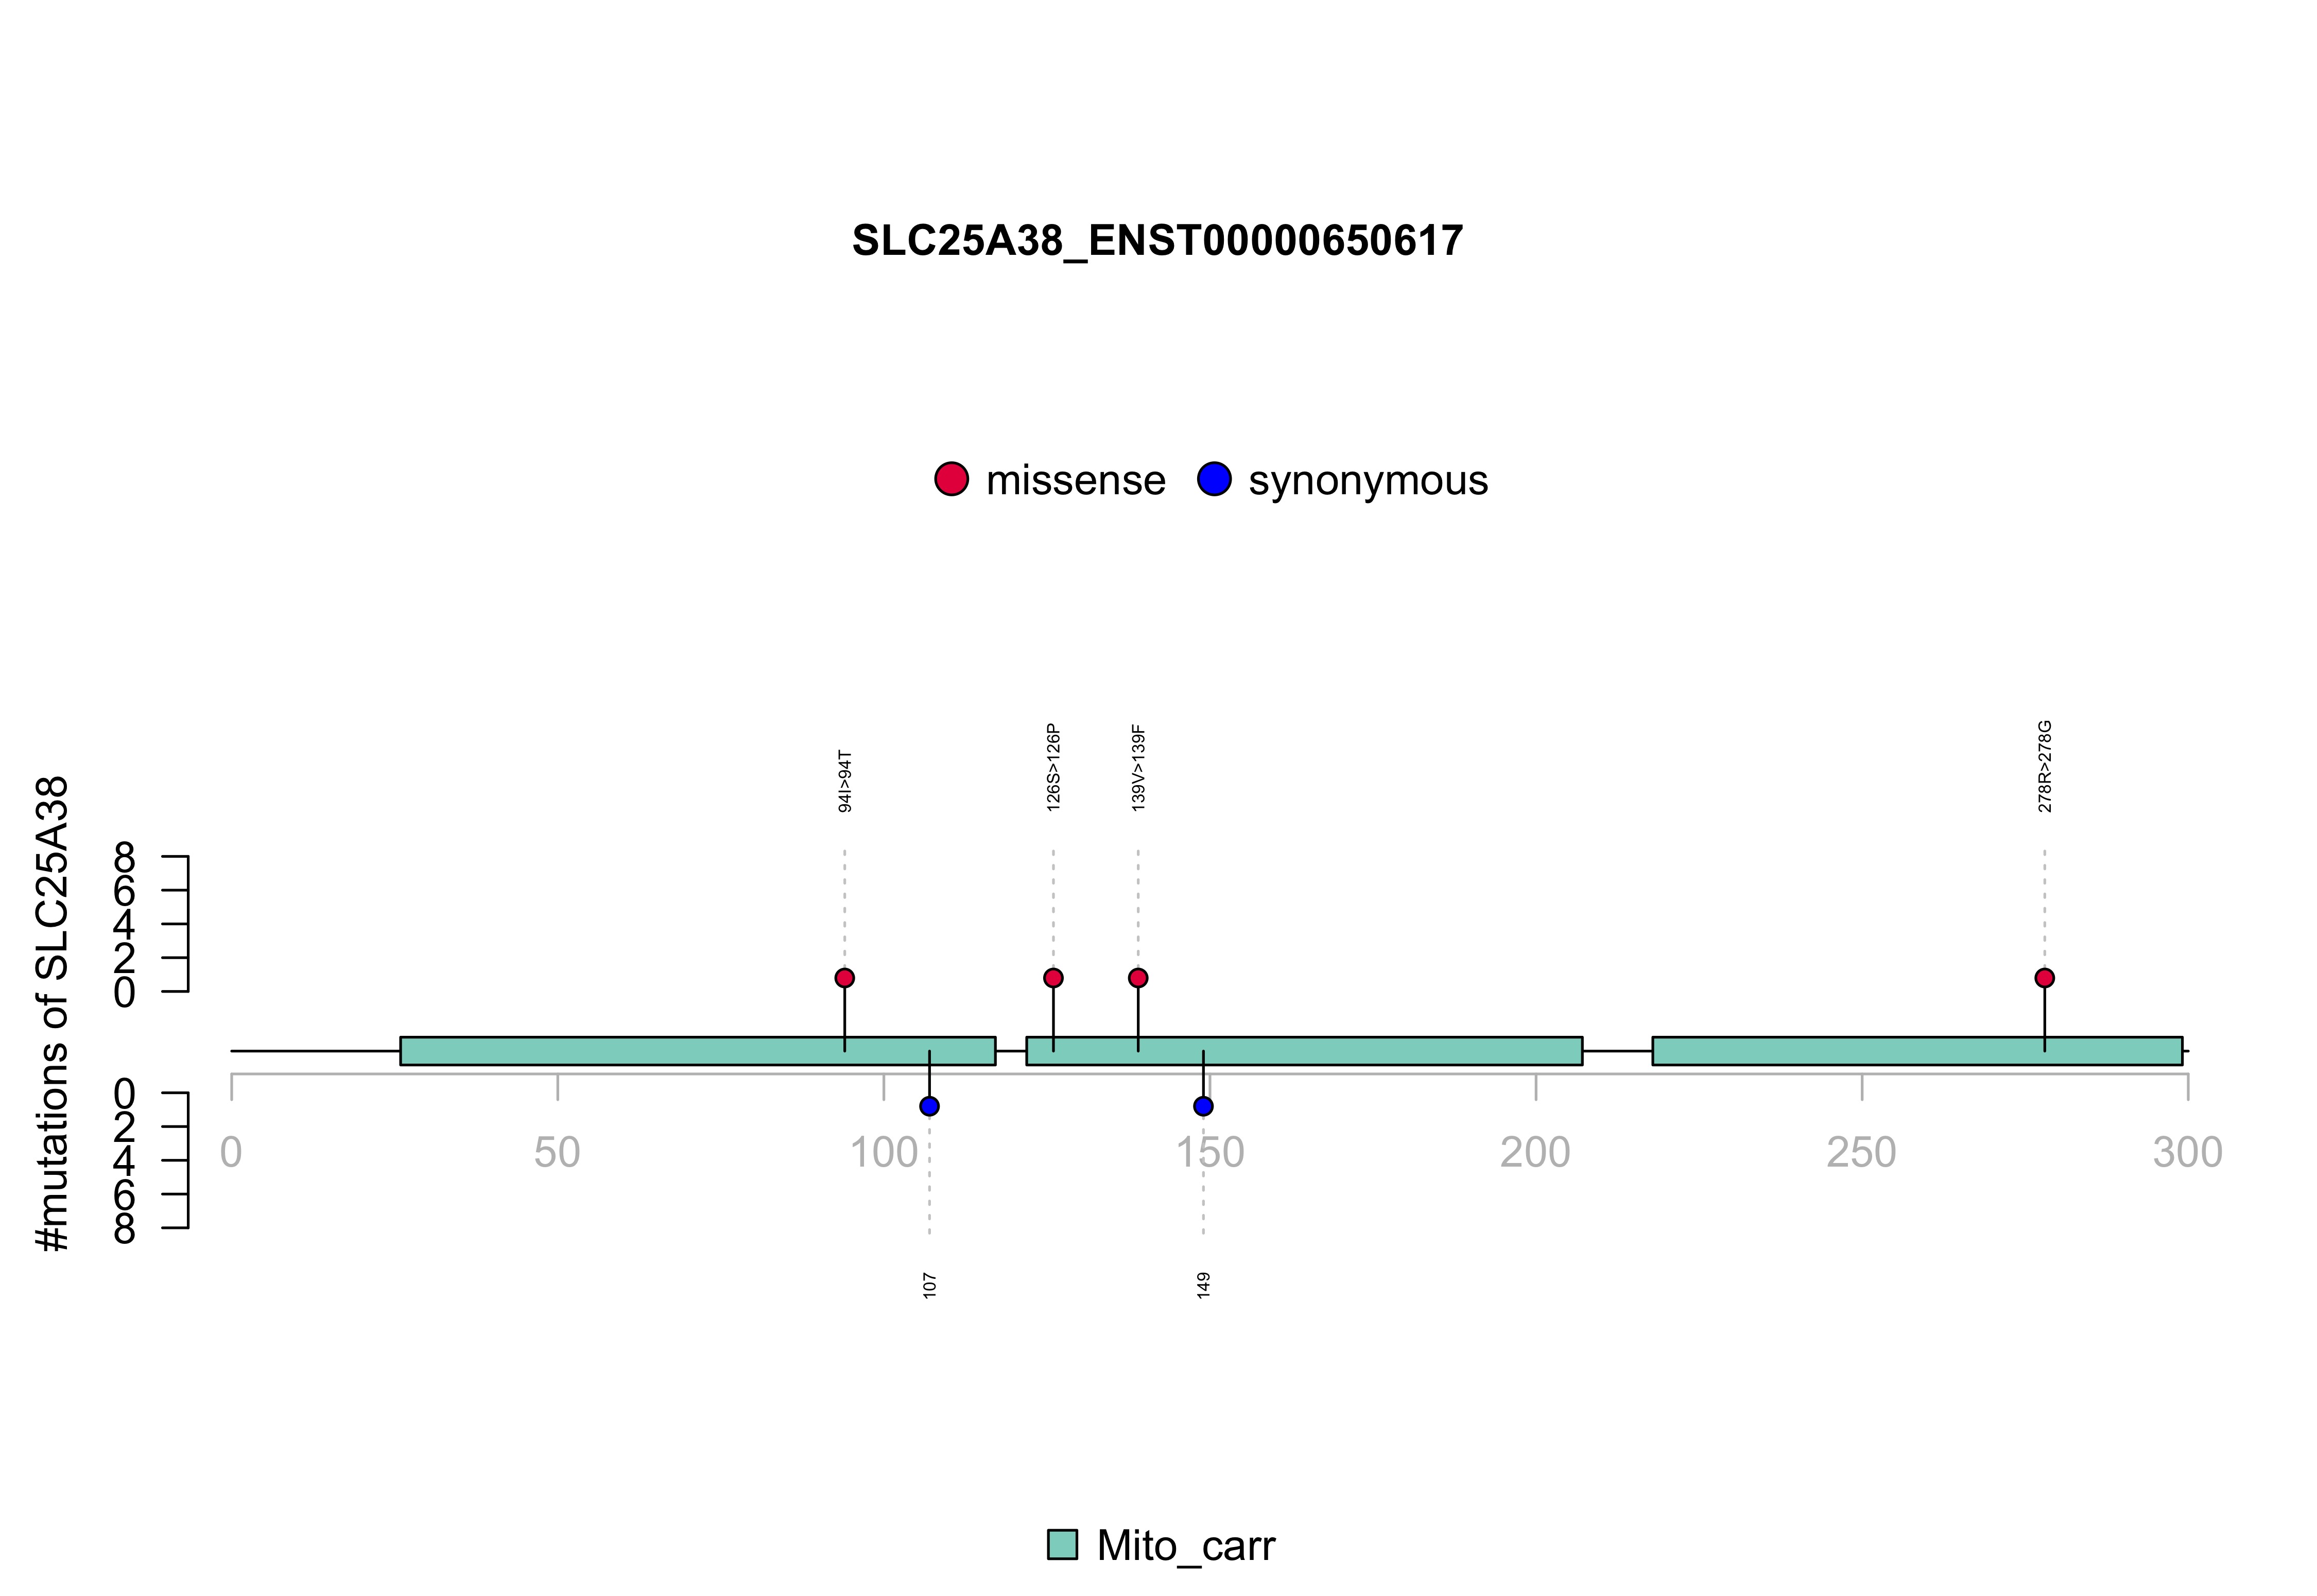 SLC25A38_ENST00000650617
missense synonymous
94I>94T
126S>126P
139V>139F
278R>278G
#mutations of SLC25A38
8
6
4
2
0
0
2
4
6
8
0 50 100 150 200 250 300
107
149
Mito_carr